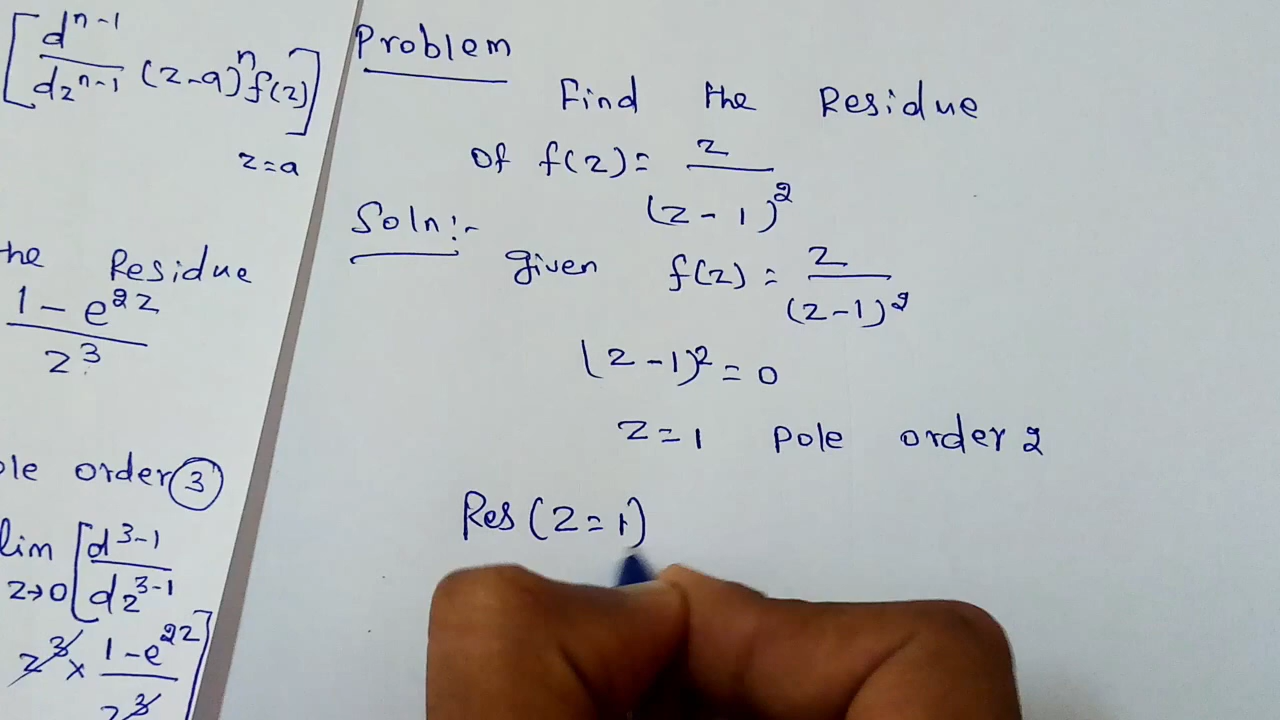 [d^{n-1}/dz^{n-1} (z-a)^n f(z)]
z=a
he Residue
1-e^{2z}
z^3
le order 3
lim [d^{3-1}
z→0 dz^{3-1}
z^3 × 1-e^{2z}]
z^3
Problem
Find the Residue
of f(z)= z
(z-1)^2
Soln:-
given f(z) = z
(z-1)^2
(z-1)^2 = 0
z=1 pole order 2
Res (z=1)